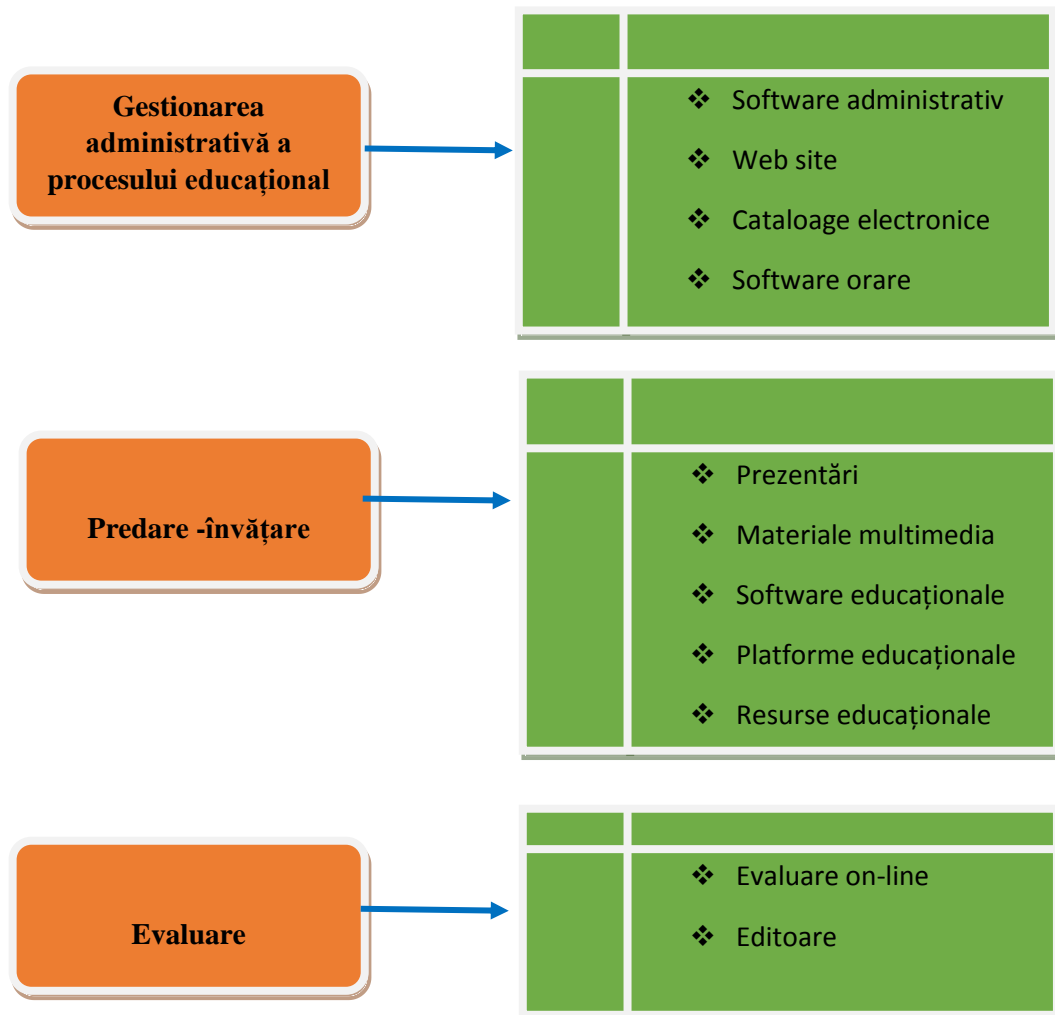 Gestionarea
administrativă a
procesului educațional
❖ Software administrativ
❖ Web site
❖ Cataloage electronice
❖ Software orare
Predare -învățare
❖ Prezentări
❖ Materiale multimedia
❖ Software educaționale
❖ Platforme educaționale
❖ Resurse educaționale
Evaluare
❖ Evaluare on-line
❖ Editoare